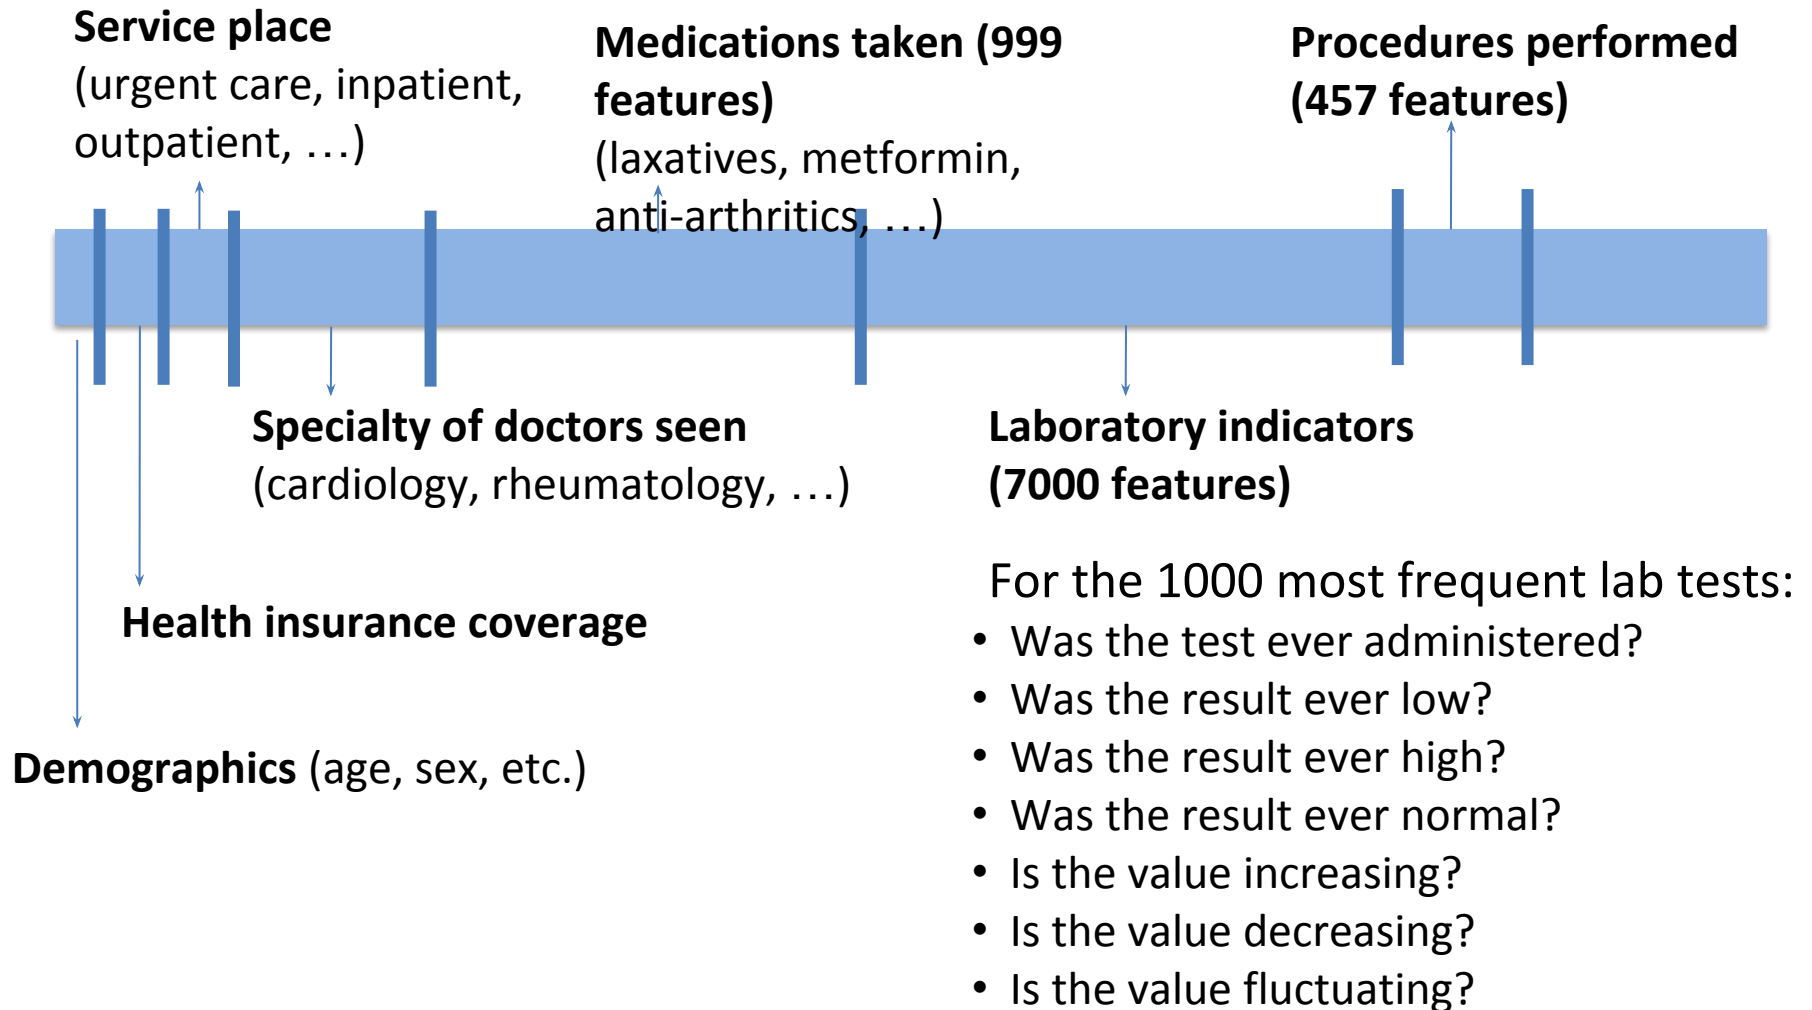 Service place
(urgent care, inpatient,
outpatient, …)
Medications taken (999
features)
(laxatives, metformin,
anti-arthritics, …)
Procedures performed
(457 features)
Specialty of doctors seen
(cardiology, rheumatology, …)
Laboratory indicators
(7000 features)
Health insurance coverage
Demographics (age, sex, etc.)
For the 1000 most frequent lab tests:
• Was the test ever administered?
• Was the result ever low?
• Was the result ever high?
• Was the result ever normal?
• Is the value increasing?
• Is the value decreasing?
• Is the value fluctuating?